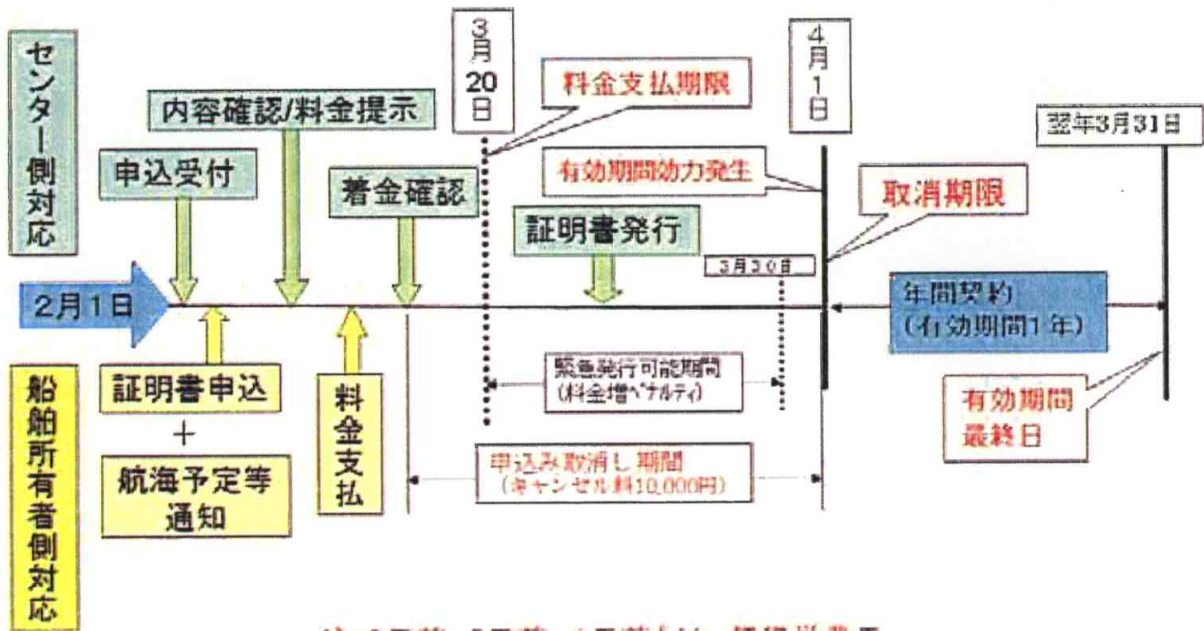 センター側対応
3月20日
4月1日
料金支払期限
内容確認/料金提示
翌年3月31日
申込受付
着金確認
有効期間効力発生
取消期限
証明書発行
3月30日
2月1日
年間契約
(有効期間1年)
船舶所有者側対応
証明書申込
+
航海予定等
通知
料金支払
緊急発行可能期間
(料金増ペナルティ)
申込み取消し期間
(キャンセル料10,000円)
有効期間
最終日